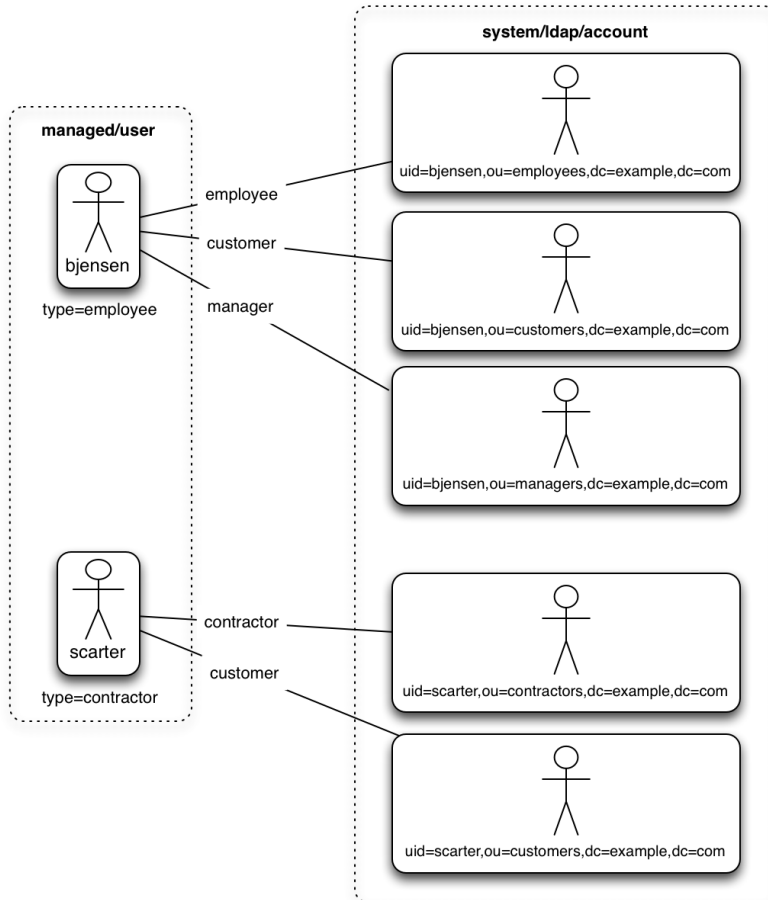 system/ldap/account
managed/user
uid=bjensen,ou=employees,dc=example,dc=com
employee
customer
bjensen
type=employee
manager
uid=bjensen,ou=customers,dc=example,dc=com
uid=bjensen,ou=managers,dc=example,dc=com
contractor
scarter
customer
type=contractor
uid=scarter,ou=contractors,dc=example,dc=com
uid=scarter,ou=customers,dc=example,dc=com